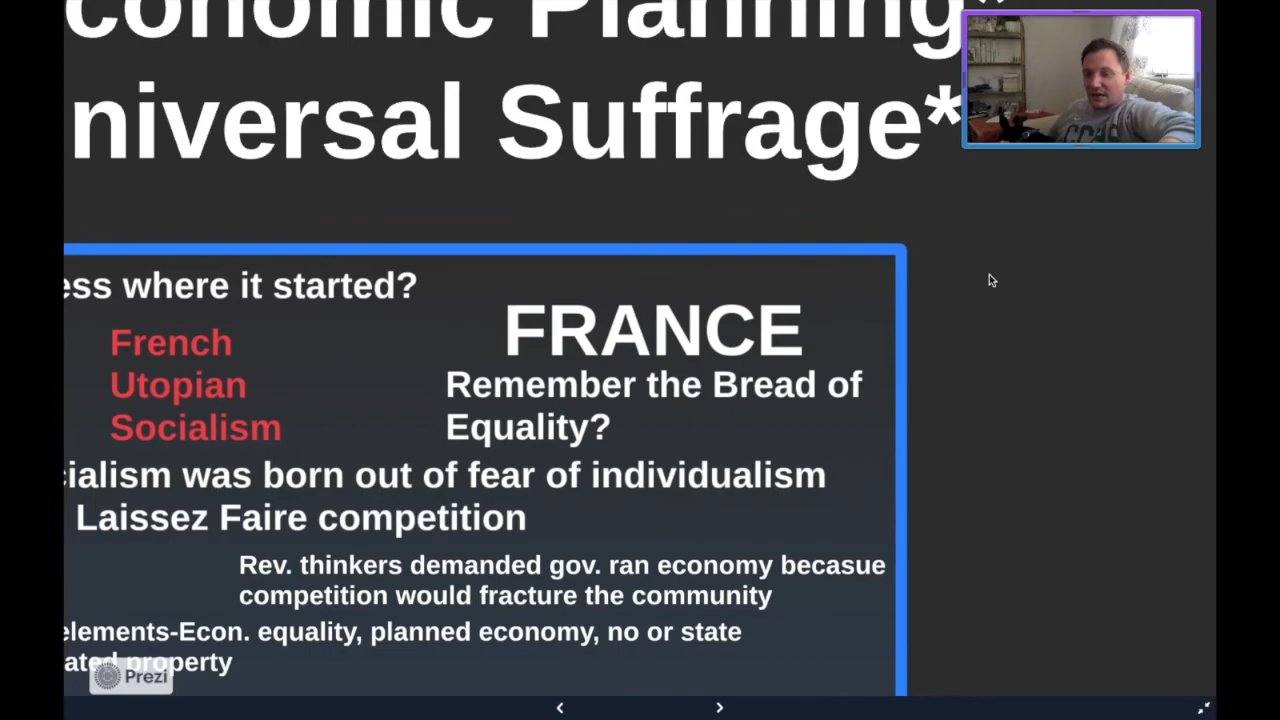 conomic Planning*
niversal Suffrage*
ess where it started?
FRANCE
French
Utopian
Socialism
Remember the Bread of
Equality?
cialism was born out of fear of individualism
Laissez Faire competition
Rev. thinkers demanded gov. ran economy becasue
competition would fracture the community
elements-Econ. equality, planned economy, no or state
ated property
Prezi